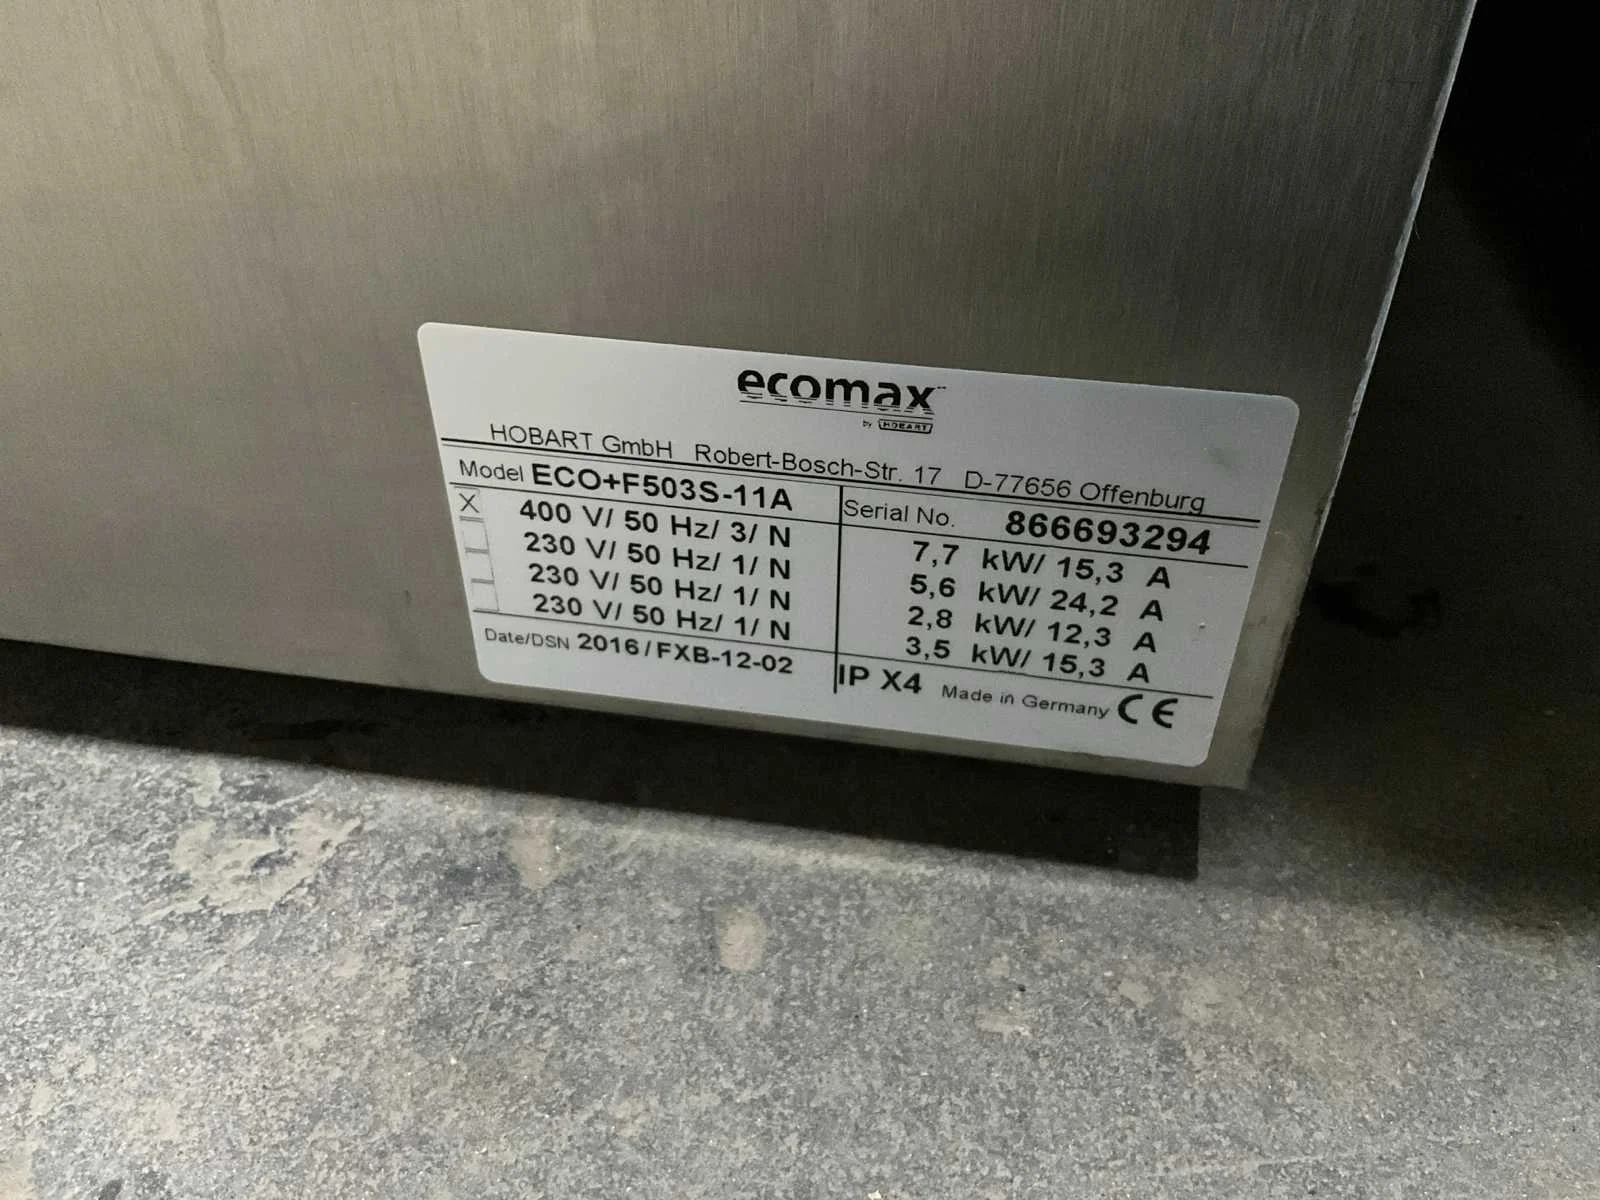 ecomax™
by HOBART
HOBART GmbH Robert-Bosch-Str. 17 D-77656 Offenburg
Model ECO+F503S-11A Serial No. 866693294
X 400 V/ 50 Hz/ 3/ N 7,7 kW/ 15,3 A
230 V/ 50 Hz/ 1/ N 5,6 kW/ 24,2 A
230 V/ 50 Hz/ 1/ N 2,8 kW/ 12,3 A
230 V/ 50 Hz/ 1/ N 3,5 kW/ 15,3 A
Date/DSN 2016/FXB-12-02 IP X4 Made in Germany CE